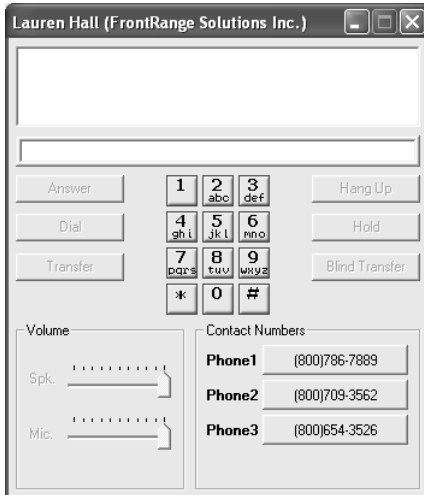 Lauren Hall (FrontRange Solutions Inc.)
Answer
1
2 abc
3 def
Hang Up
Dial
4 ghi
5 jkl
6 mno
Hold
Transfer
7 pqrs
8 tuv
9 wxyz
Blind Transfer
*
0
#
Volume
Spk.
Mic.
Contact Numbers
Phone1 (800)786-7889
Phone2 (800)709-3562
Phone3 (800)654-3526